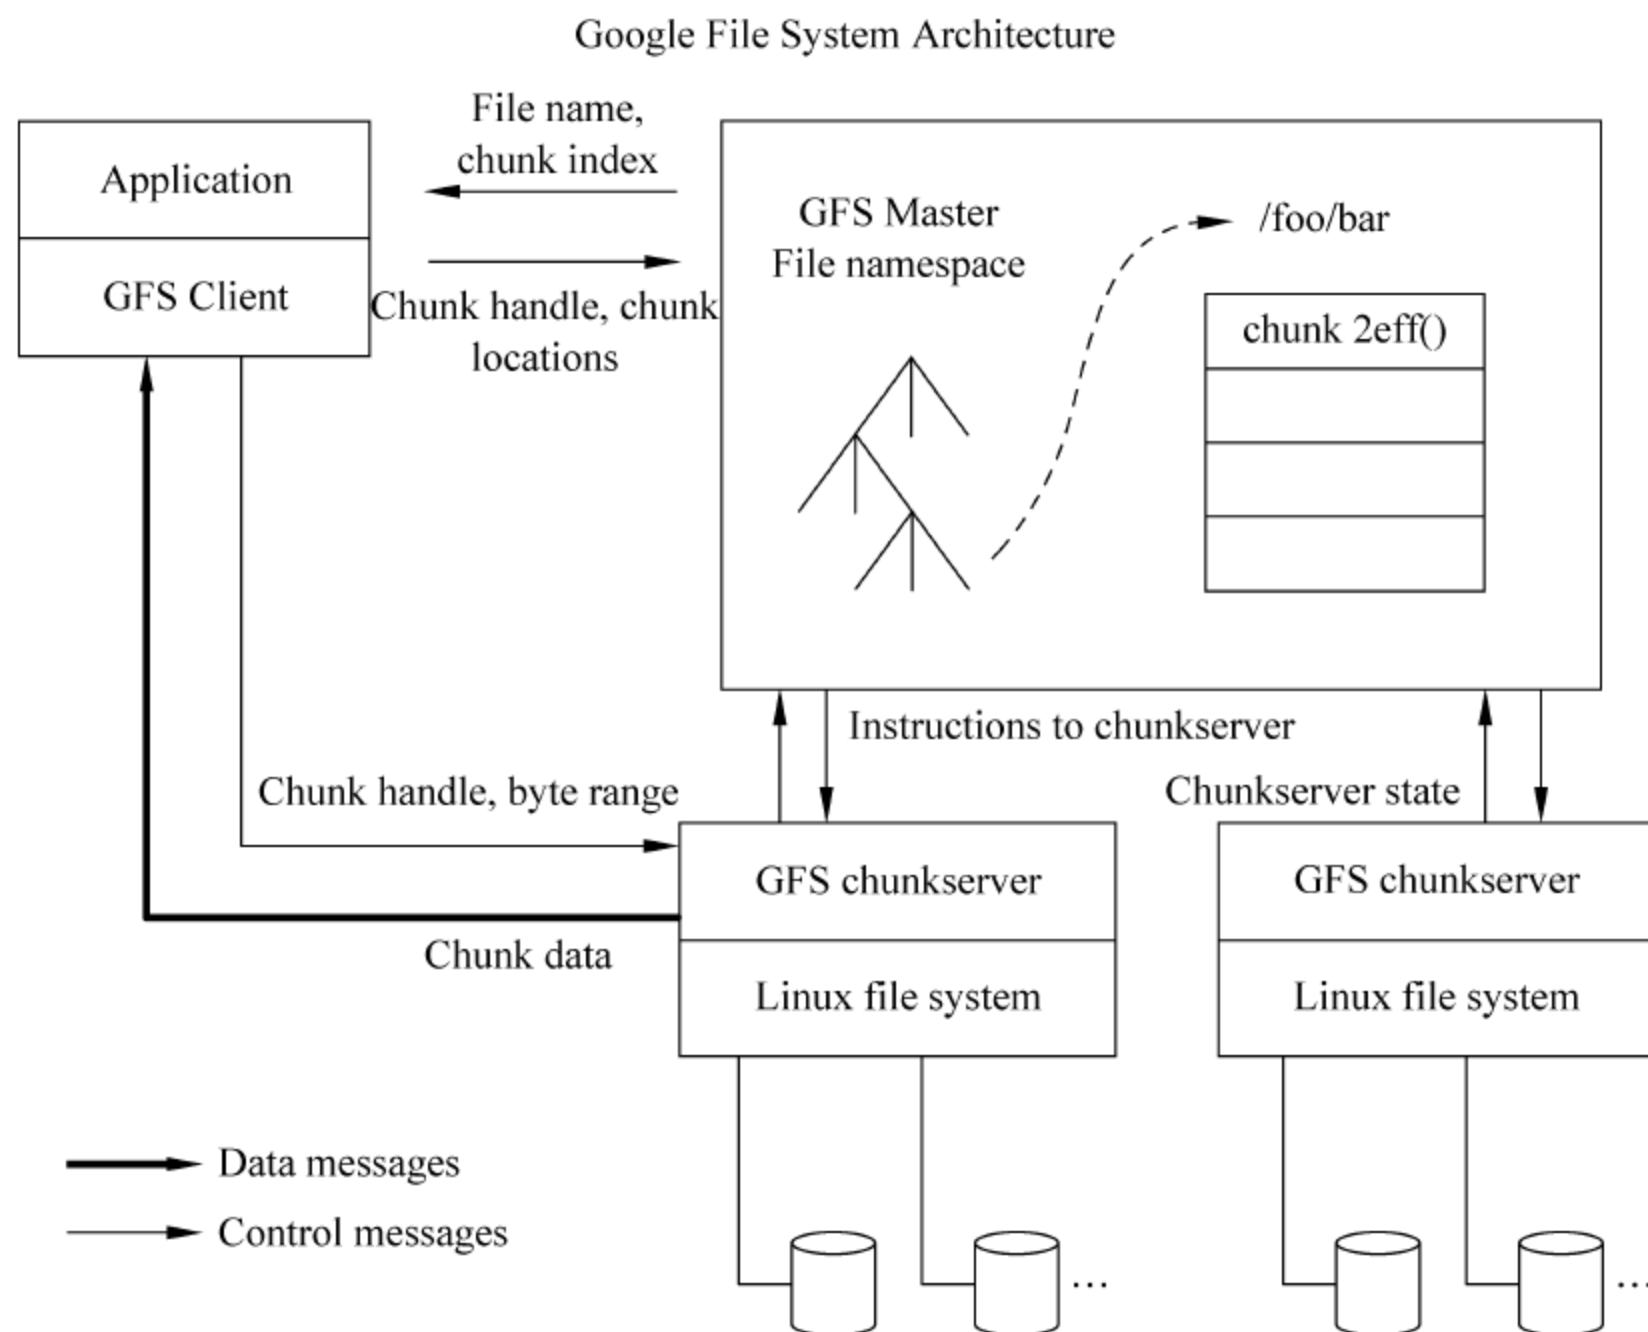 Google File System Architecture
File name,
chunk index
Application
GFS Client
Chunk handle, chunk
locations
GFS Master
File namespace
/foo/bar
chunk 2eff()
Instructions to chunkserver
Chunkserver state
Chunk handle, byte range
Chunk data
GFS chunkserver
Linux file system
GFS chunkserver
Linux file system
Data messages
Control messages
...
...